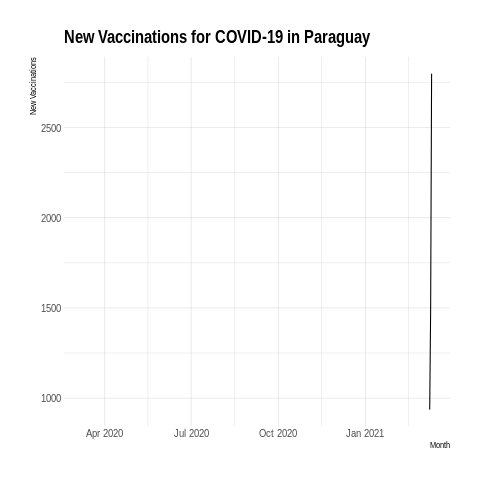 New Vaccinations for COVID-19 in Paraguay
New Vaccinations
2500
2000
1500
1000
Apr 2020 Jul 2020 Oct 2020 Jan 2021
Month